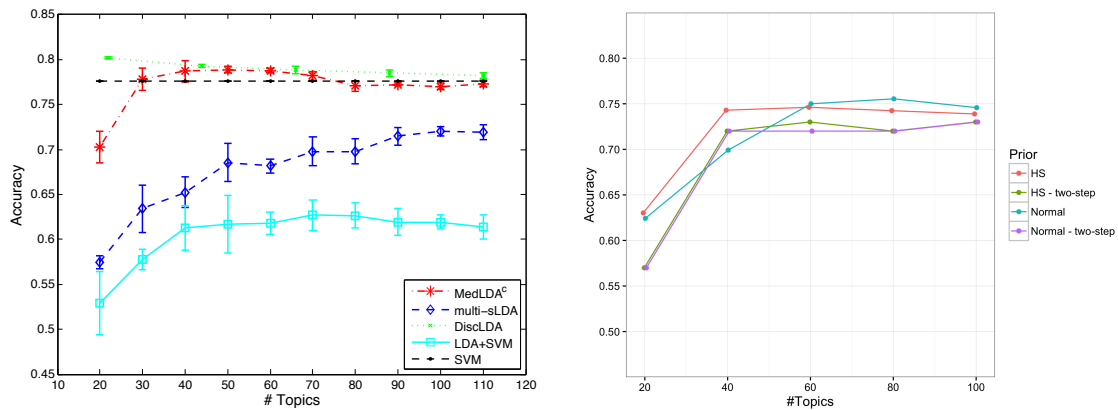 0.85
0.8
0.75
0.7
0.65
0.6
0.55
0.5
0.45
Accuracy
10 20 30 40 50 60 70 80 90 100 110 120
# Topics
MedLDAᶜ
multi−sLDA
DiscLDA
LDA+SVM
SVM
0.80
0.75
0.70
0.65
0.60
0.55
0.50
Accuracy
20 40 60 80 100
#Topics
Prior
HS
HS - two-step
Normal
Normal - two-step